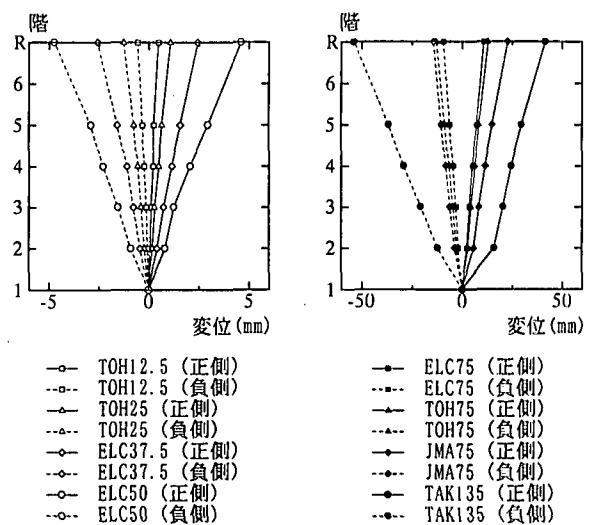 階
R
6
5
4
3
2
1
-5 0 5
変位(mm)
階
R
6
5
4
3
2
1
-50 0 50
変位(mm)
TOH12.5 (正側)
TOH12.5 (負側)
TOH25 (正側)
TOH25 (負側)
ELC37.5 (正側)
ELC37.5 (負側)
ELC50 (正側)
ELC50 (負側)
ELC75 (正側)
ELC75 (負側)
TOH75 (正側)
TOH75 (負側)
JMA75 (正側)
JMA75 (負側)
TAK135 (正側)
TAK135 (負側)